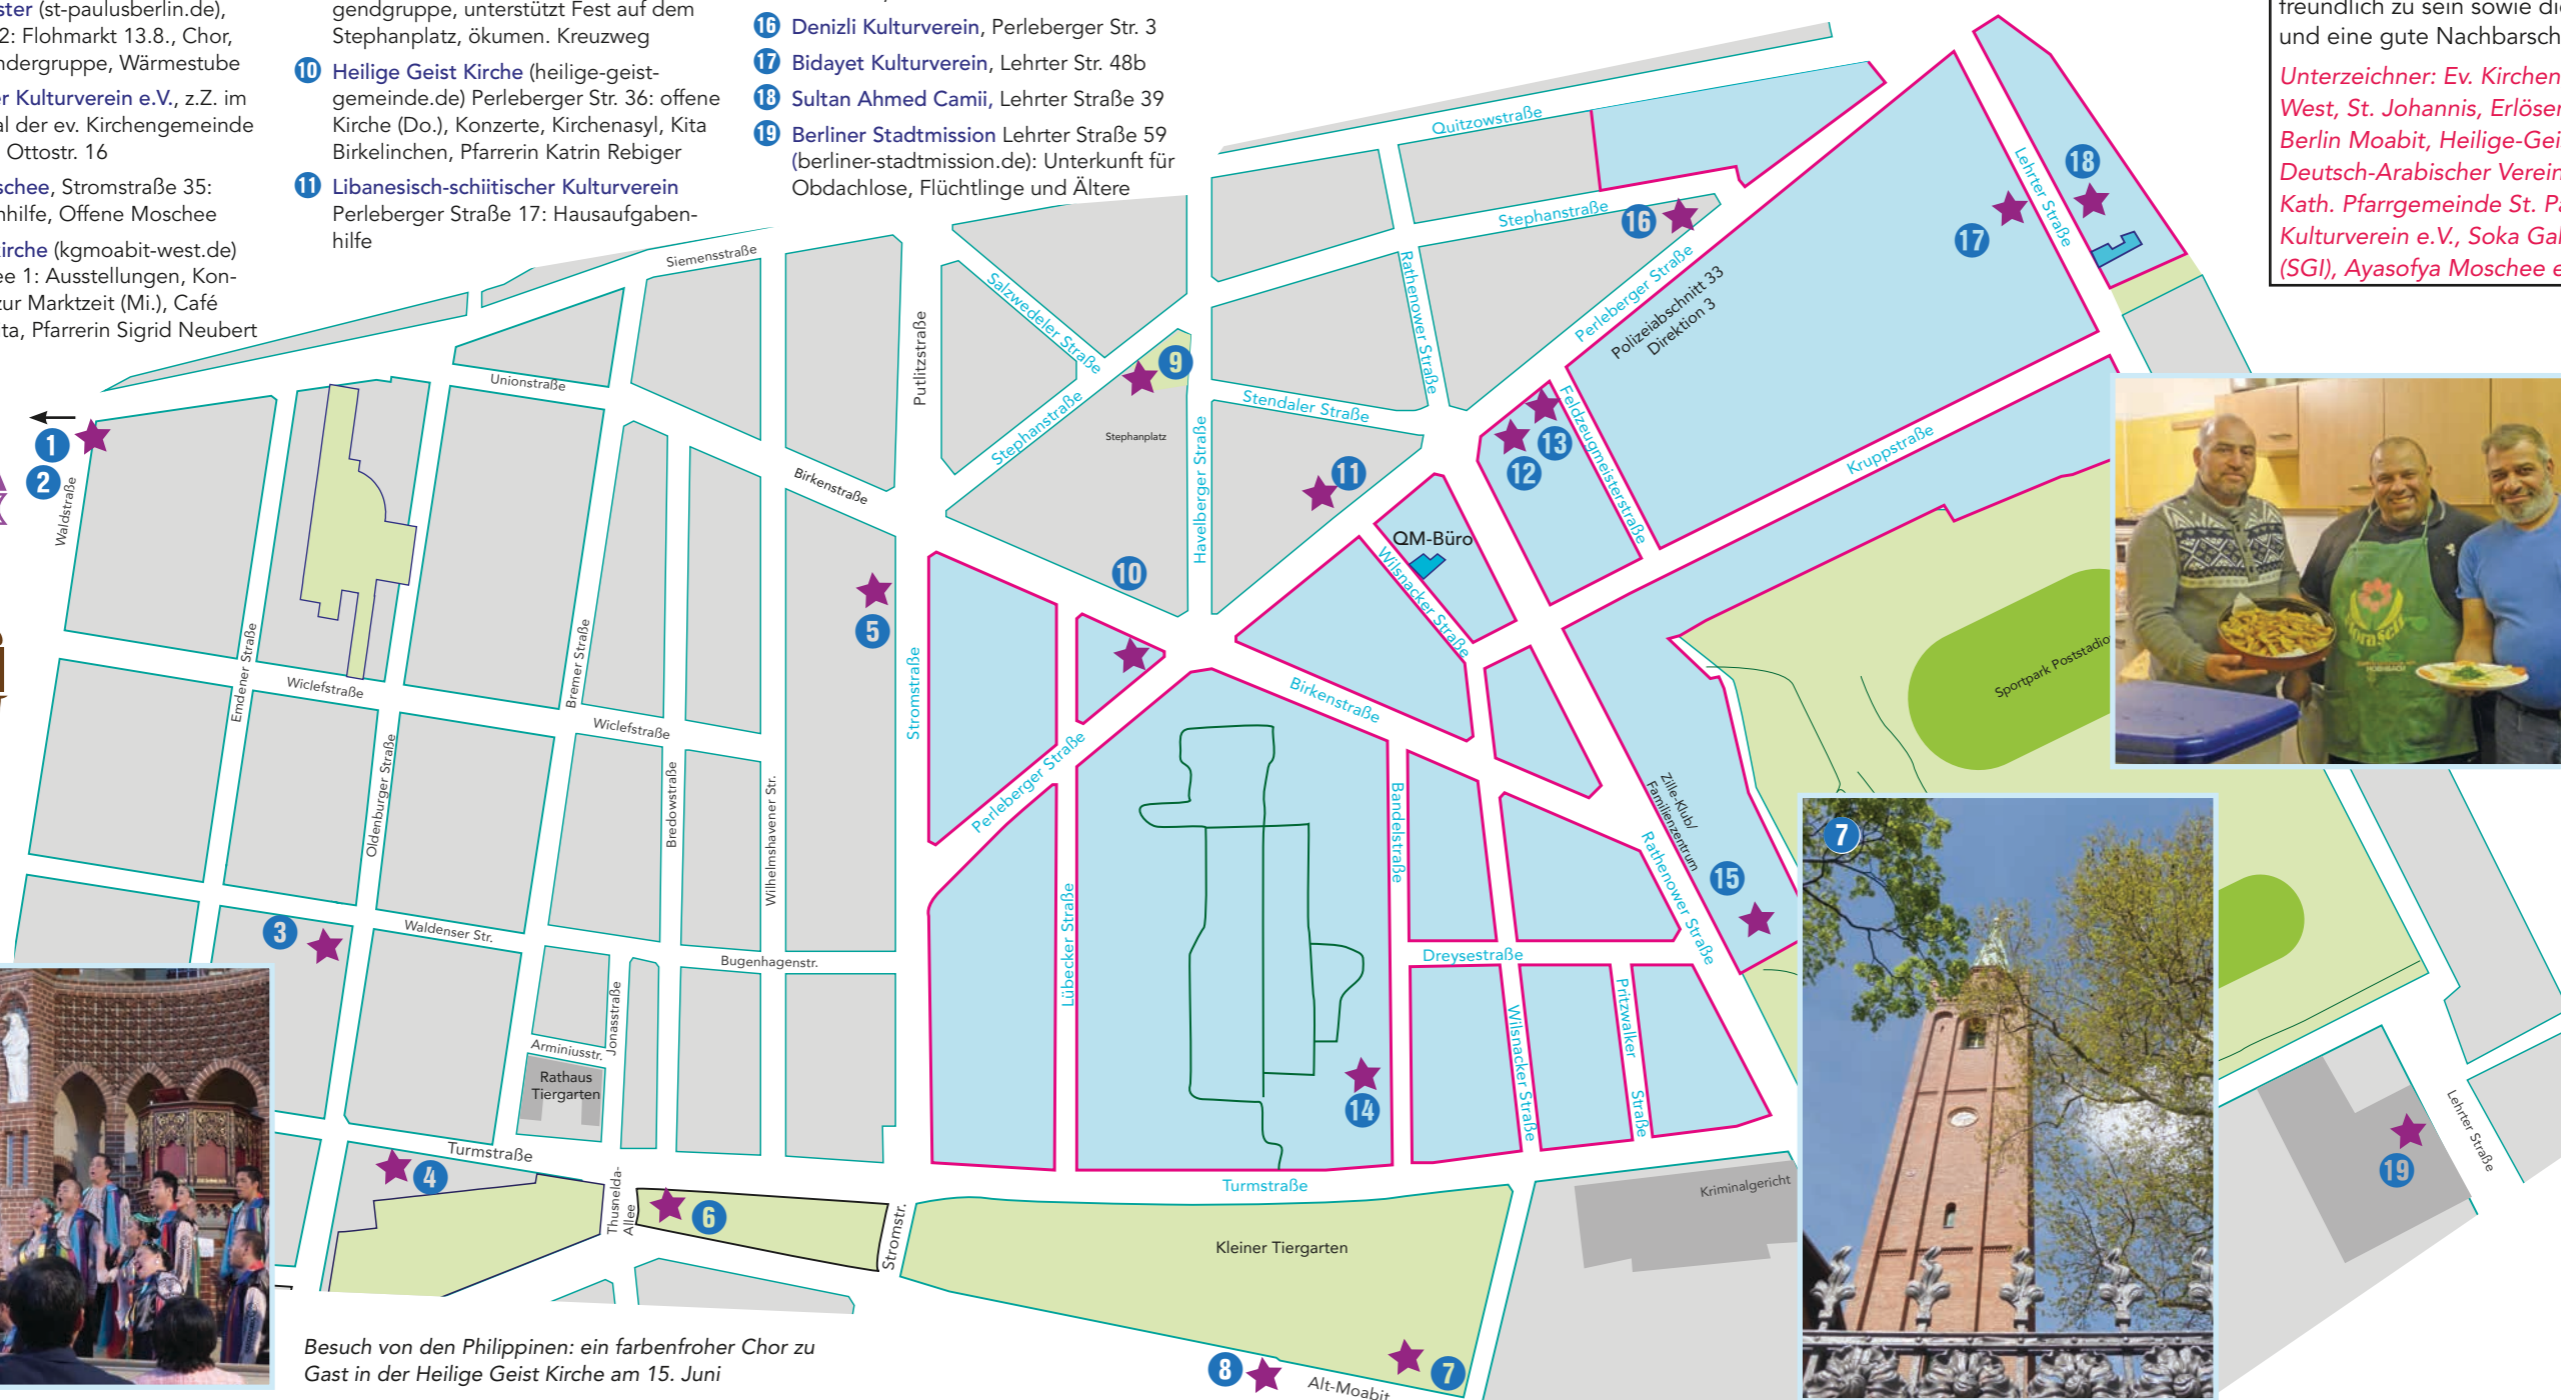 ster (st-paulusberlin.de),
2: Flohmarkt 13.8., Chor,
ndergruppe, Wärmestube
er Kulturverein e.V., z.Z. im
al der ev. Kirchengemeinde
Ottostr. 16
schee, Stromstraße 35:
nhilfe, Offene Moschee
kirche (kgmoabit-west.de)
ee 1: Ausstellungen, Kon-
zur Marktzeit (Mi.), Café
ta, Pfarrerin Sigrid Neubert
gendgruppe, unterstützt Fest auf dem
Stephanplatz, ökumen. Kreuzweg
10 Heilige Geist Kirche (heilige-geist-
gemeinde.de) Perleberger Str. 36: offene
Kirche (Do.), Konzerte, Kirchenasyl, Kita
Birkelinchen, Pfarrerin Katrin Rebiger
11 Libanesisch-schiitischer Kulturverein
Perleberger Straße 17: Hausaufgaben-
hilfe
16 Denizli Kulturverein, Perleberger Str. 3
17 Bidayet Kulturverein, Lehrter Str. 48b
18 Sultan Ahmed Camii, Lehrter Straße 39
19 Berliner Stadtmission Lehrter Straße 59
(berliner-stadtmission.de): Unterkunft für
Obdachlose, Flüchtlinge und Ältere
freundlich zu sein sowie die
und eine gute Nachbarsch
Unterzeichner: Ev. Kirchen
West, St. Johannis, Erlöser
Berlin Moabit, Heilige-Gei
Deutsch-Arabischer Verein
Kath. Pfarrgemeinde St. Pa
Kulturverein e.V., Soka Gak
(SGI), Ayasofya Moschee e
Quitzowstraße
Lehrter Straße
18
17
16
Stephanstraße
Siemensstraße
Salzwedeler Straße
Rathenower Straße
Perleberger Straße
Polizeiabschnitt 33
Direktion 3
Putlitzstraße
9
Unionstraße
Stephanstraße
Stendaler Straße
Feldzeugmeisterstraße
Kruppstraße
1
2
Waldstraße
Stephanplatz
Havelberger Straße
Birkenstraße
11
13
12
QM-Büro
10
Wilsnacker Straße
5
Emdener Straße
Bremer Straße
Stromstraße
Sportpark Poststadio
Wiclefstraße
Wiclefstraße
Birkenstraße
Oldenburger Straße
Bredowstraße
Wilhelmshavener Str.
Perleberger Straße
Bandelstraße
Zille-Klub/
Familienzentrum
7
15
Rathenower Straße
3
Waldenser Str.
Bugenhagenstr.
Lübecker Straße
Dreysestraße
Jonasstraße
Arminiusstr.
Rathaus
Tiergarten
Wilsnacker Straße
Pritzwalker
Straße
14
Lehrter Straße
19
Turmstraße
4
Thusnelda-
Allee
6
Stromstr.
Turmstraße
Kriminalgericht
Kleiner Tiergarten
8
7
Alt-Moabit
Besuch von den Philippinen: ein farbenfroher Chor zu
Gast in der Heilige Geist Kirche am 15. Juni